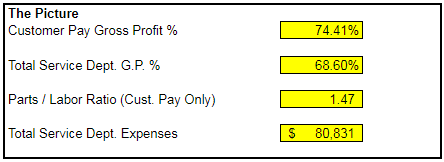 The Picture
Customer Pay Gross Profit % 74.41%
Total Service Dept. G.P. % 68.60%
Parts / Labor Ratio (Cust. Pay Only) 1.47
Total Service Dept. Expenses $ 80,831